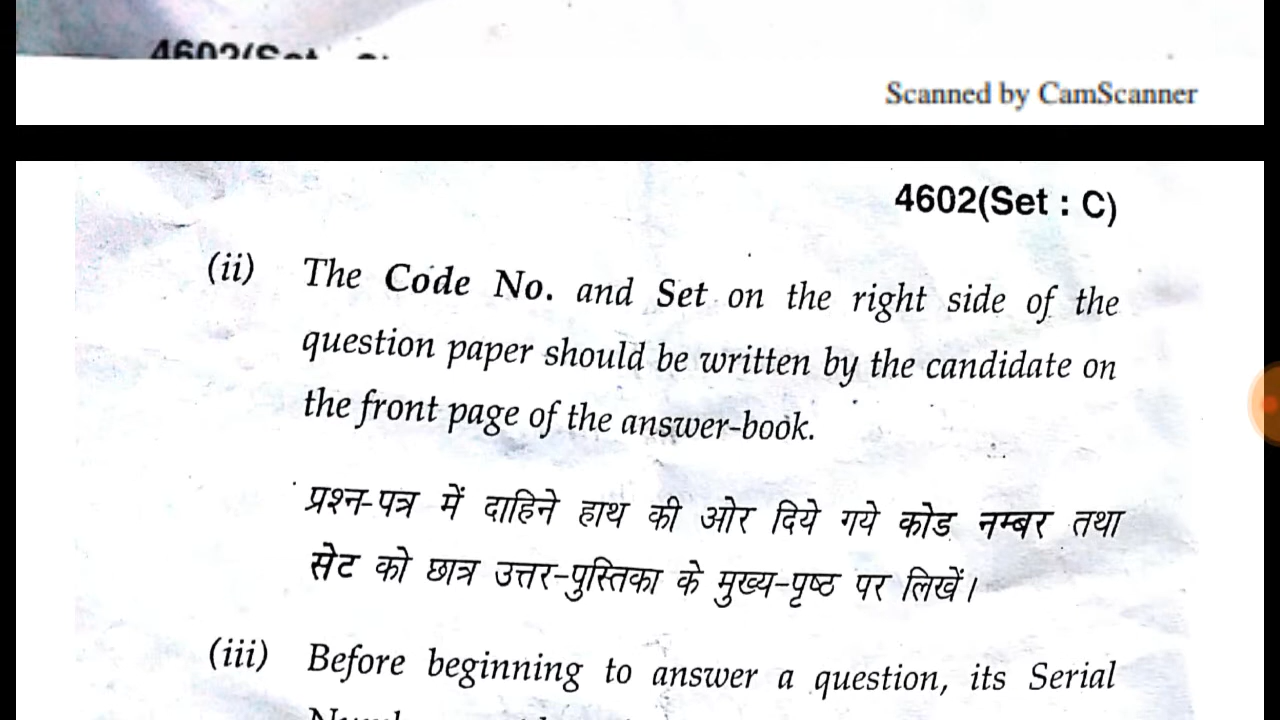 4602(Set
Scanned by CamScanner
4602(Set : C)
(ii) The Code No. and Set on the right side of the
question paper should be written by the candidate on
the front page of the answer-book.
प्रश्न-पत्र में दाहिने हाथ की ओर दिये गये कोड नम्बर तथा
सेट को छात्र उत्तर-पुस्तिका के मुख्य-पृष्ठ पर लिखें।
(iii) Before beginning to answer a question, its Serial